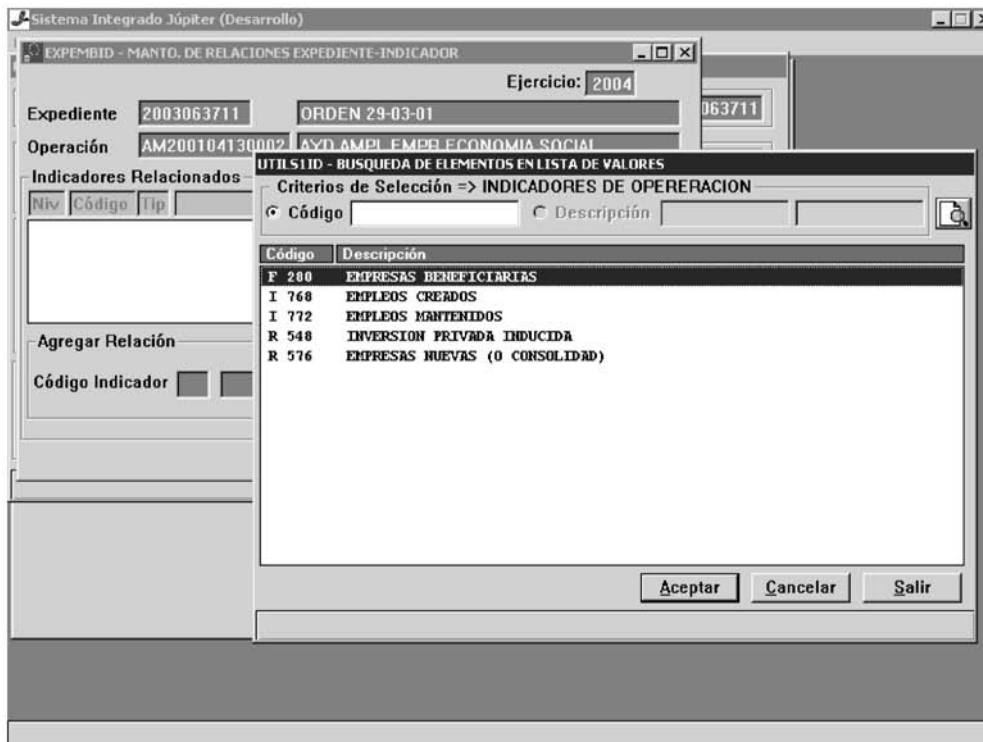 Sistema Integrado Júpiter (Desarrollo)
EXPEMBID - MANTO. DE RELACIONES EXPEDIENTE-INDICADOR
Ejercicio: 2004
Expediente 2003063711 ORDEN 29-03-01
063711
Operación AM200104130002 AYD.AMPL.EMPR.ECONOMIA SOCIAL
Indicadores Relacionados
Niv Código Tip
Agregar Relación
Código Indicador
UTILS1ID - BUSQUEDA DE ELEMENTOS EN LISTA DE VALORES
Criterios de Selección => INDICADORES DE OPERERACION
Código Descripción
Código Descripción
F 280 EMPRESAS BENEFICIARIAS
I 768 EMPLEOS CREADOS
I 772 EMPLEOS MANTENIDOS
R 548 INVERSION PRIVADA INDUCIDA
R 576 EMPRESAS NUEVAS (O CONSOLIDAD)
Aceptar Cancelar Salir